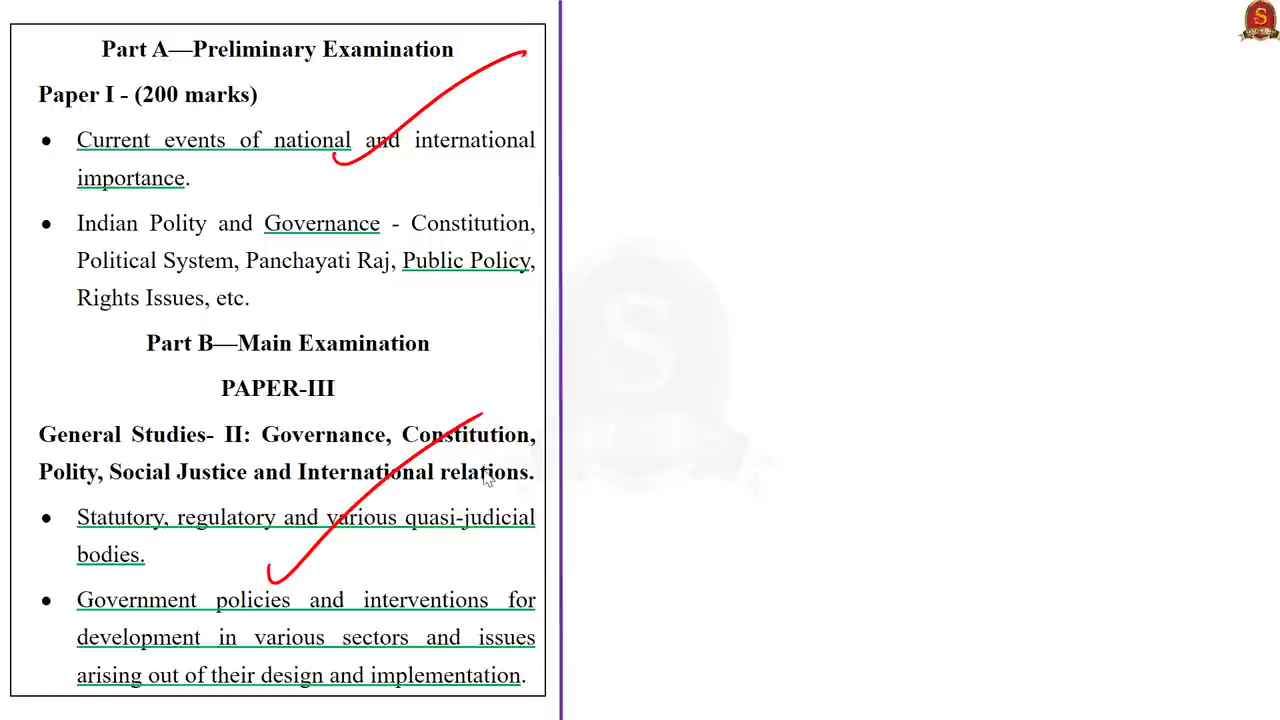 Part A—Preliminary Examination
Paper I - (200 marks)
● Current events of national and international
importance.
● Indian Polity and Governance - Constitution,
Political System, Panchayati Raj, Public Policy,
Rights Issues, etc.
Part B—Main Examination
PAPER-III
General Studies- II: Governance, Constitution,
Polity, Social Justice and International relations.
● Statutory, regulatory and various quasi-judicial
bodies.
● Government policies and interventions for
development in various sectors and issues
arising out of their design and implementation.
S
S